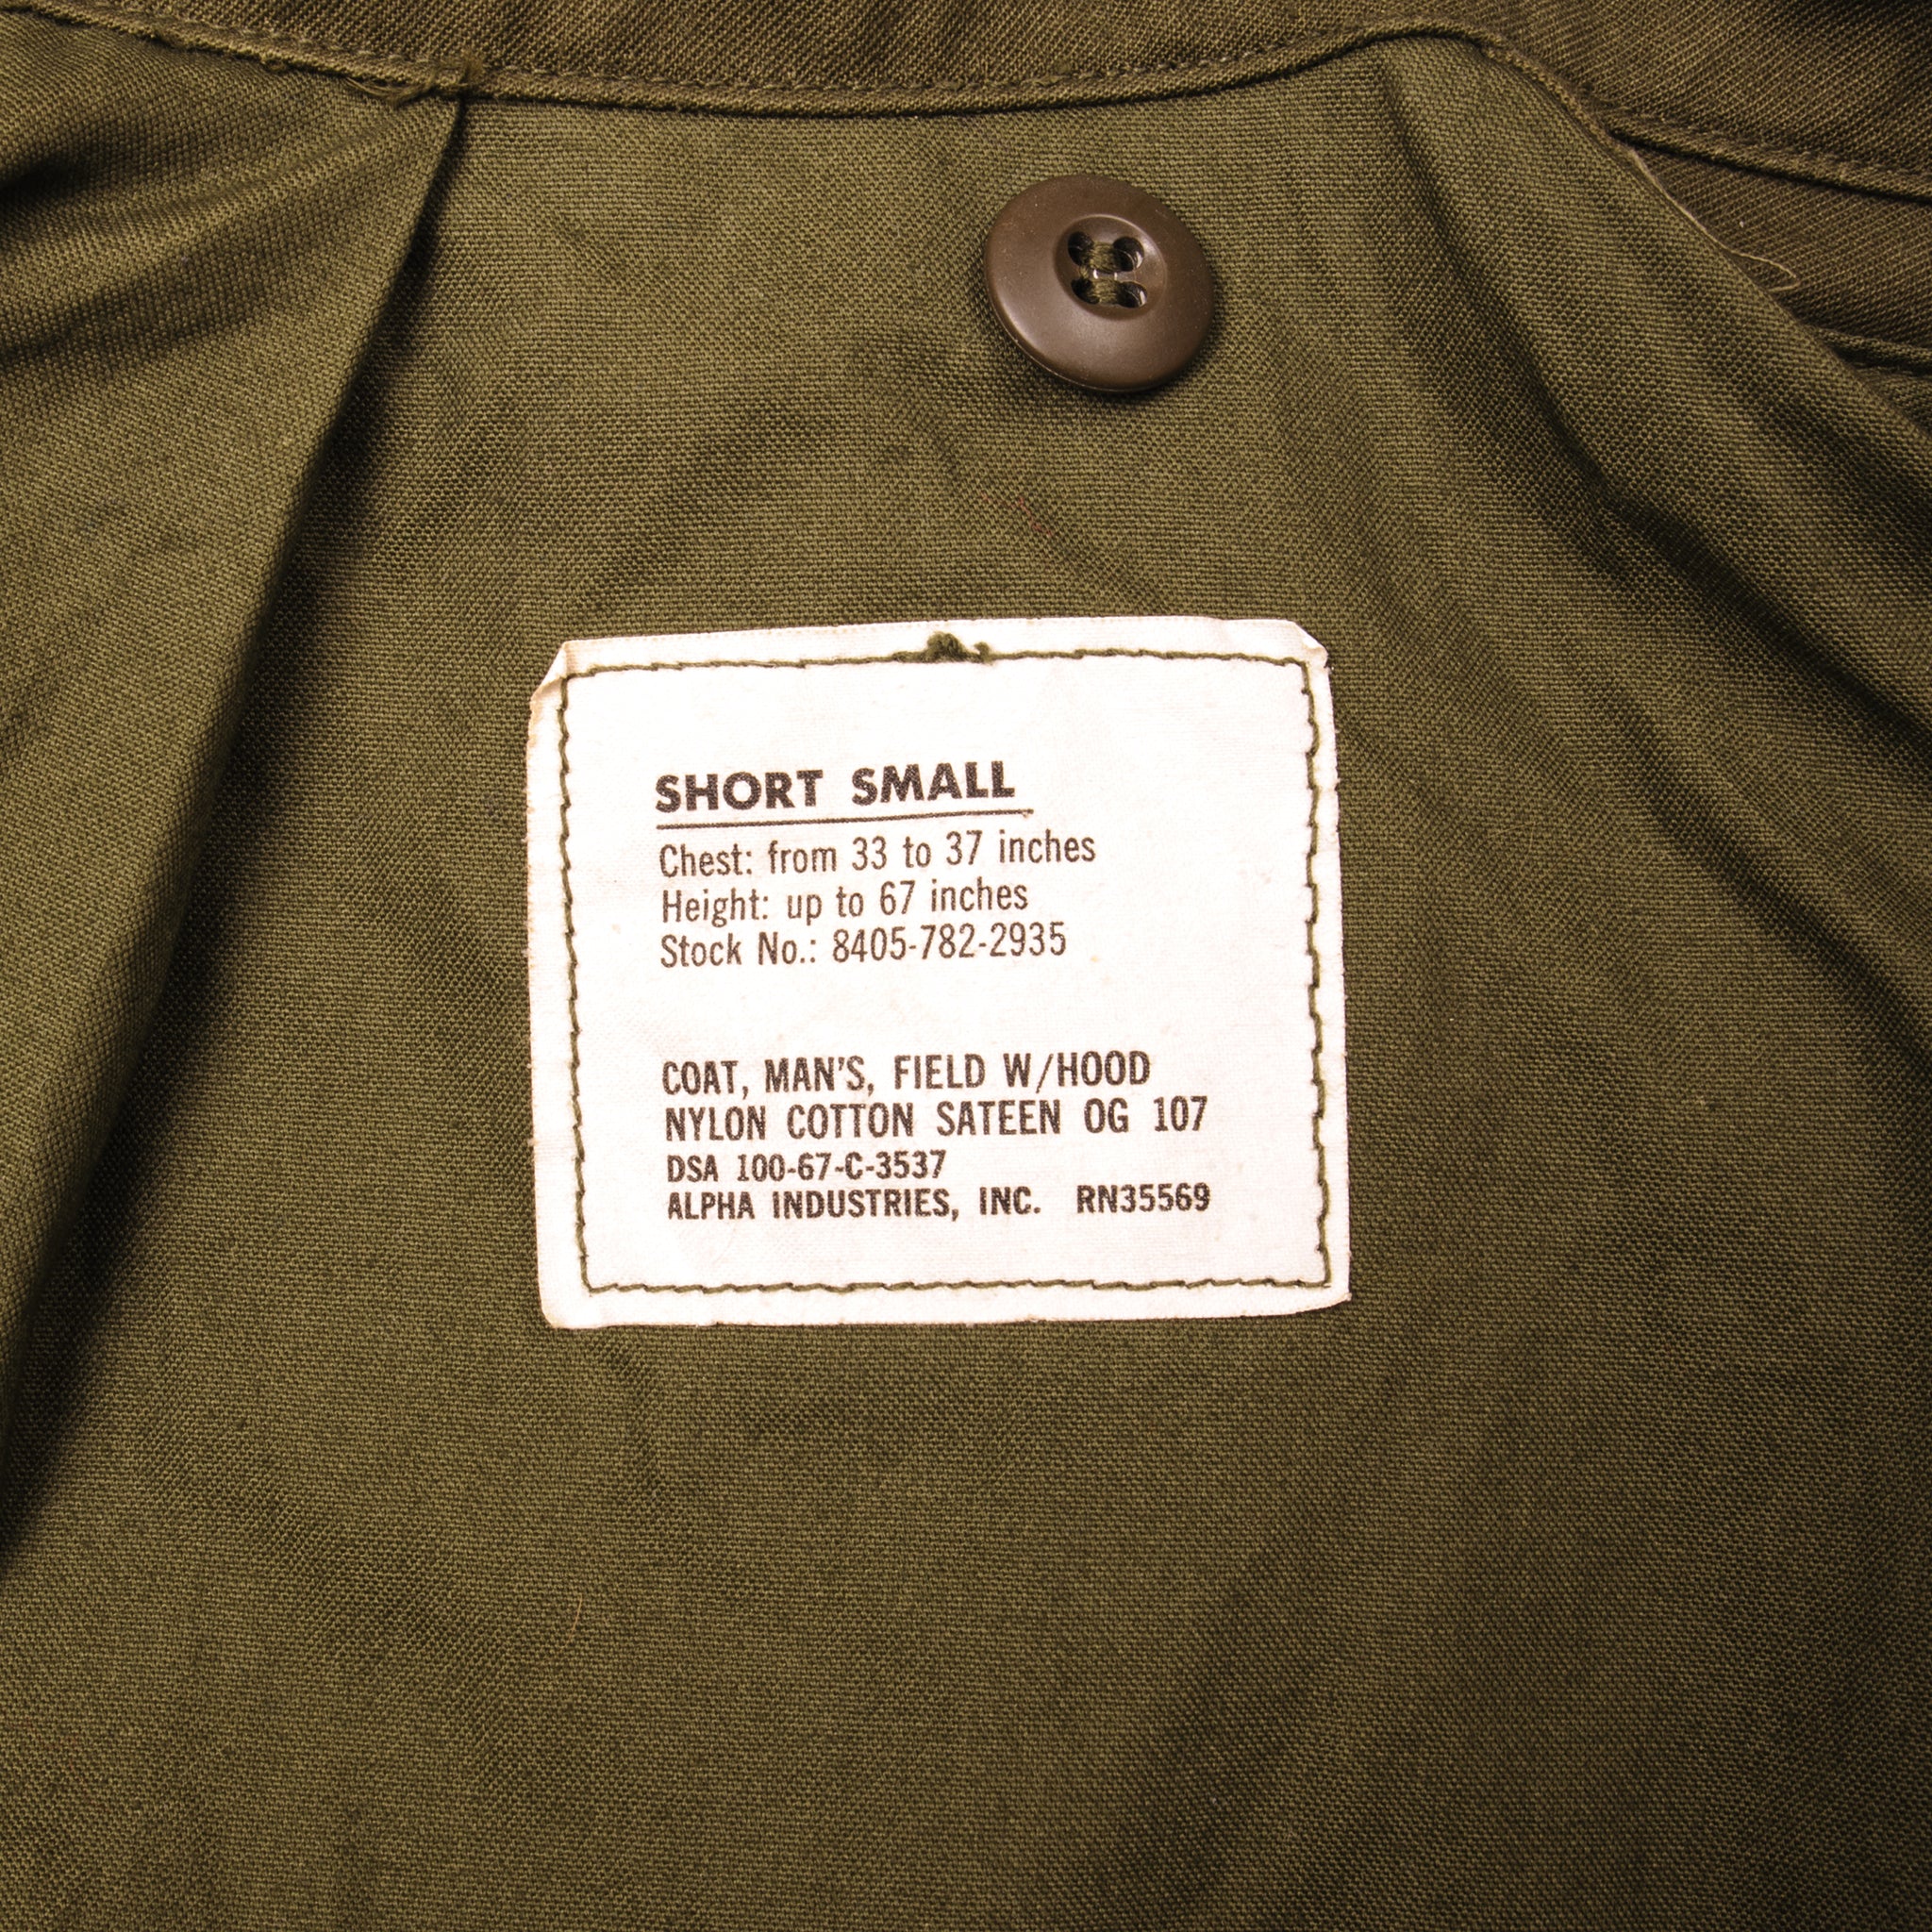 SHORT SMALL
Chest: from 33 to 37 inches
Height: up to 67 inches
Stock No.: 8405-782-2935
COAT, MAN'S, FIELD W/HOOD
NYLON COTTON SATEEN OG 107
DSA 100-67-C-3537
ALPHA INDUSTRIES, INC. RN35569